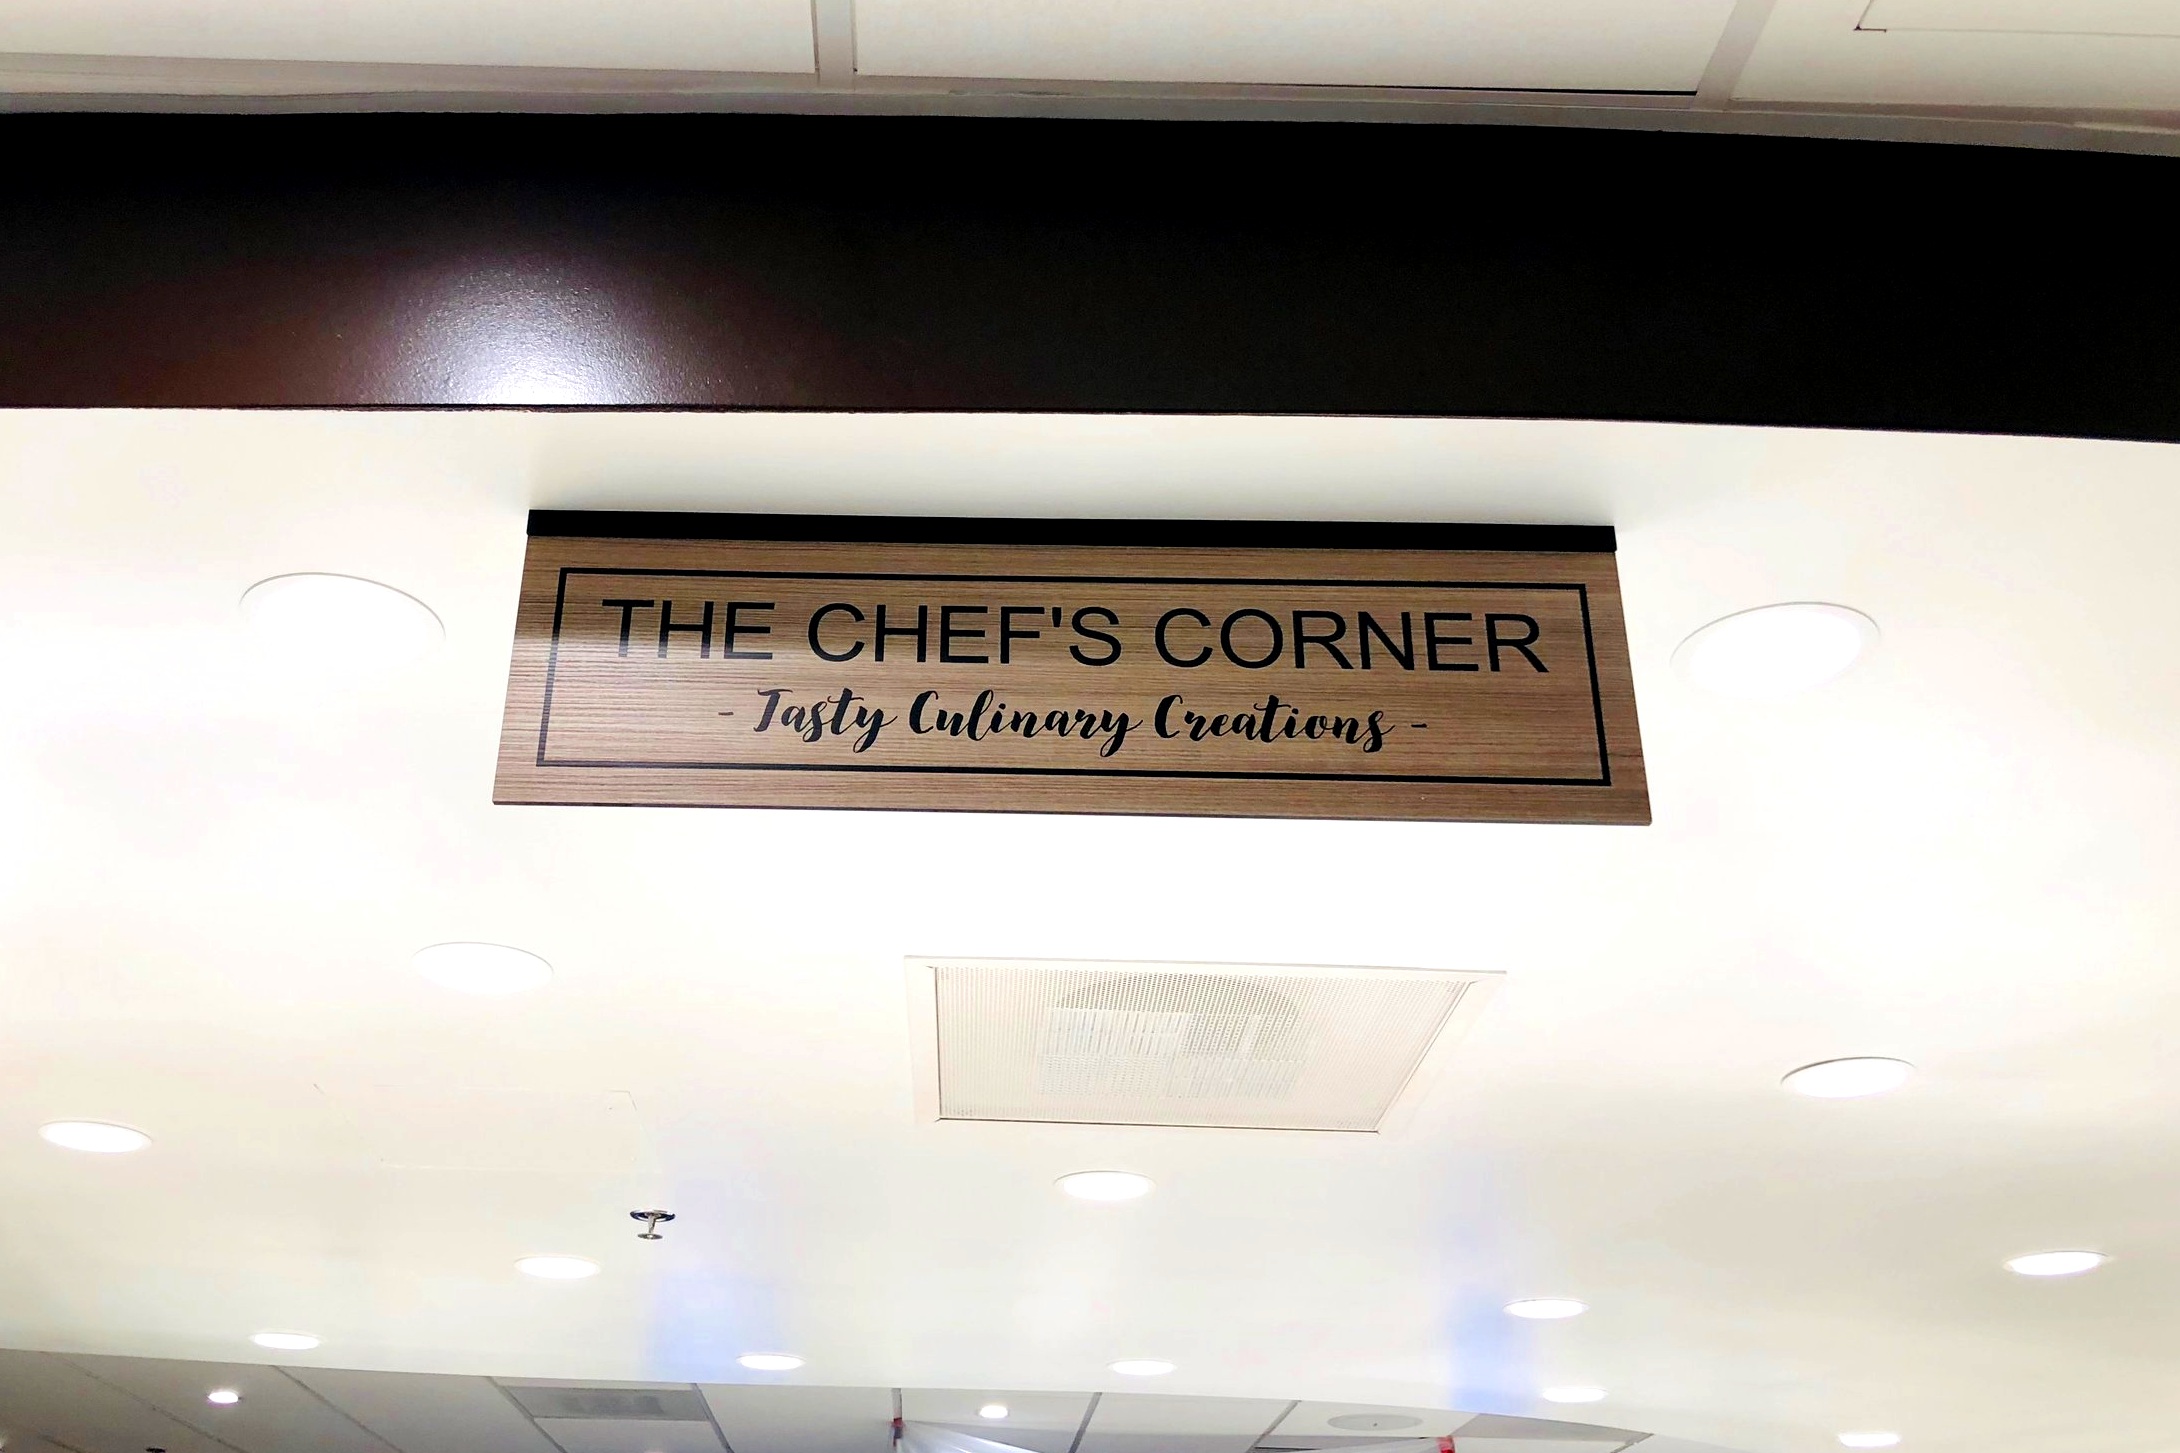 THE CHEF'S CORNER
- Tasty Culinary Creations -